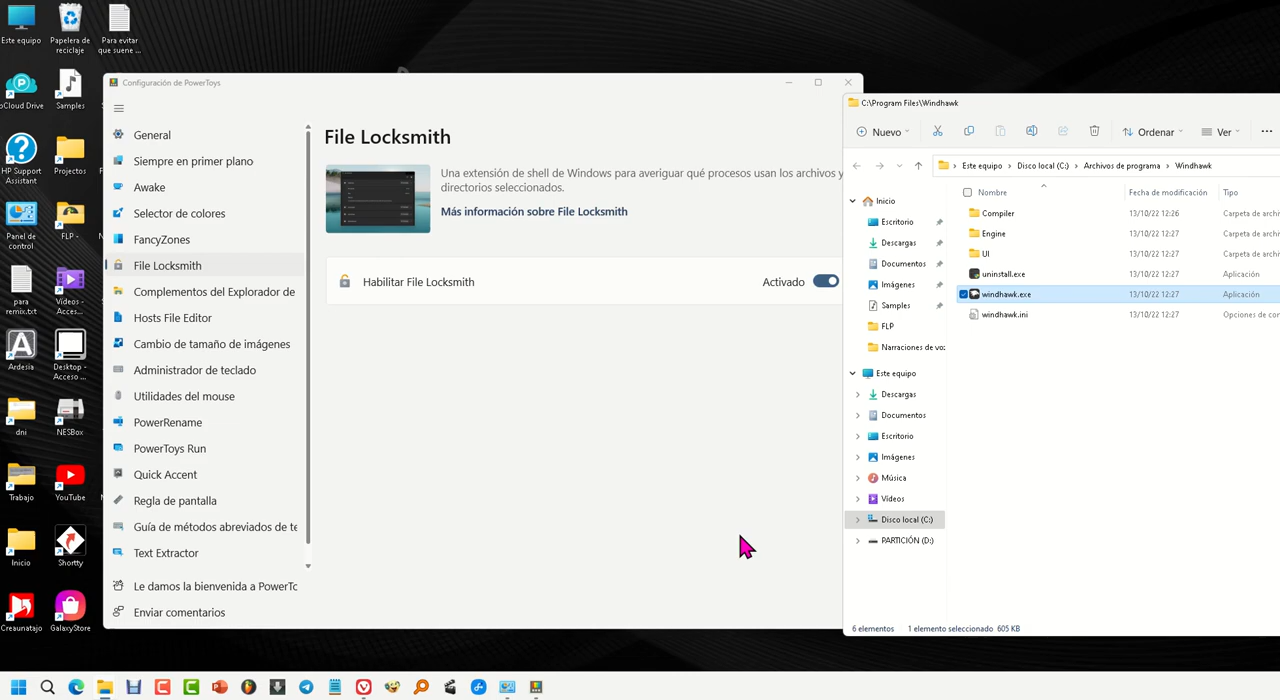 Este equipo
Papelera de
reciclaje
Para evitar
que suene ...
pCloud Drive
Samples
HP Support
Assistant
Projectos
Panel de
control
FLP -
para
remix.txt
Vídeos -
Acces...
Ardesia
Desktop -
Acceso ...
dni
NESBox
Trabajo
YouTube
Inicio
Shortty
Creauntatajo
GalaxyStore
Configuración de PowerToys
General
Siempre en primer plano
Awake
Selector de colores
FancyZones
File Locksmith
Complementos del Explorador de
Hosts File Editor
Cambio de tamaño de imágenes
Administrador de teclado
Utilidades del mouse
PowerRename
PowerToys Run
Quick Accent
Regla de pantalla
Guía de métodos abreviados de te
Text Extractor
Le damos la bienvenida a PowerTo
Enviar comentarios
File Locksmith
Una extensión de shell de Windows para averiguar qué procesos usan los archivos y
directorios seleccionados.
Más información sobre File Locksmith
Habilitar File Locksmith
Activado
C:\Program Files\Windhawk
Nuevo
Ordenar
Ver
Este equipo > Disco local (C:) > Archivos de programa > Windhawk
Inicio
Escritorio
Descargas
Documentos
Imágenes
Samples
FLP
Narraciones de voz
Este equipo
Descargas
Documentos
Escritorio
Imágenes
Música
Vídeos
Disco local (C:)
PARTICIÓN (D:)
Nombre Fecha de modificación Tipo
Compiler 13/10/22 12:26 Carpeta de archi
Engine 13/10/22 12:27 Carpeta de archi
UI 13/10/22 12:27 Carpeta de archi
uninstall.exe 13/10/22 12:27 Aplicación
windhawk.exe 13/10/22 12:27 Aplicación
windhawk.ini 13/10/22 12:27 Opciones de con
6 elementos 1 elemento seleccionado 605 KB